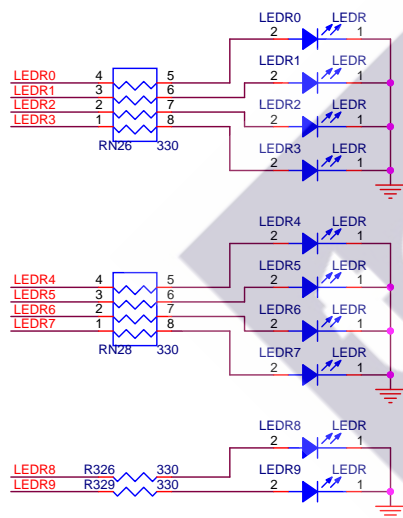 LEDR0 LEDR
2 1
LEDR1 LEDR
LEDR0 4 5 2 1
LEDR1 3 6
LEDR2 2 7 LEDR2 LEDR
LEDR3 1 8 2 1
RN26 330
LEDR3 LEDR
2 1
LEDR4 LEDR
2 1
LEDR5 LEDR
LEDR4 4 5 2 1
LEDR5 3 6
LEDR6 2 7 LEDR6 LEDR
LEDR7 1 8 2 1
RN28 330
LEDR7 LEDR
2 1
LEDR8 LEDR
2 1
LEDR8 R326 330 LEDR9 LEDR
LEDR9 R329 330 2 1